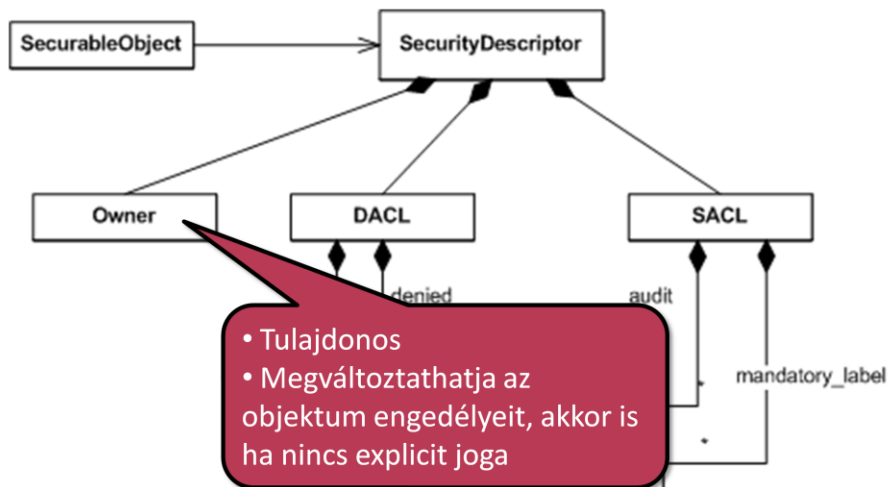 SecurableObject
SecurityDescriptor
Owner
DACL
SACL
denied
audit
mandatory_label
*
*
• Tulajdonos
• Megváltoztathatja az
objektum engedélyeit, akkor is
ha nincs explicit joga